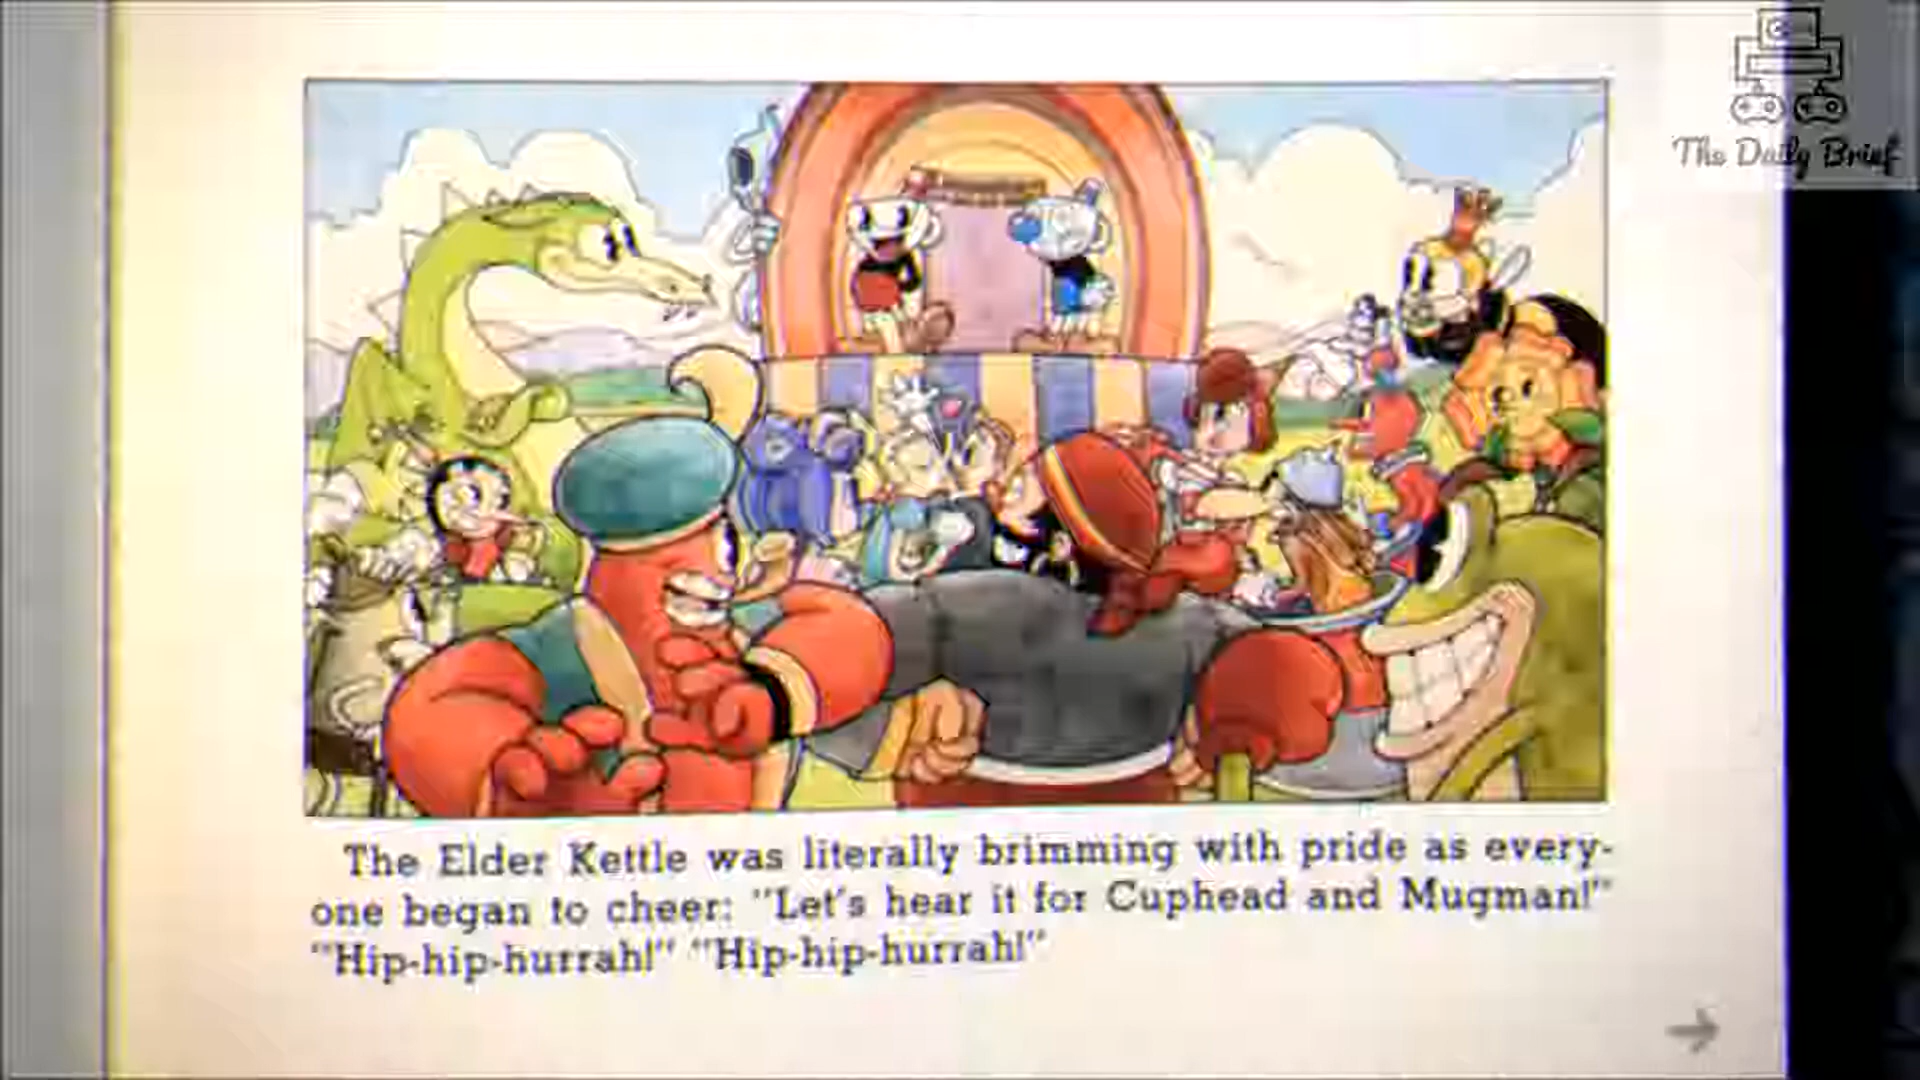 The Daily Brief
The Elder Kettle was literally brimming with pride as every-
one began to cheer: "Let's hear it for Cuphead and Mugman!"
"Hip-hip-hurrah!" "Hip-hip-hurrah!"